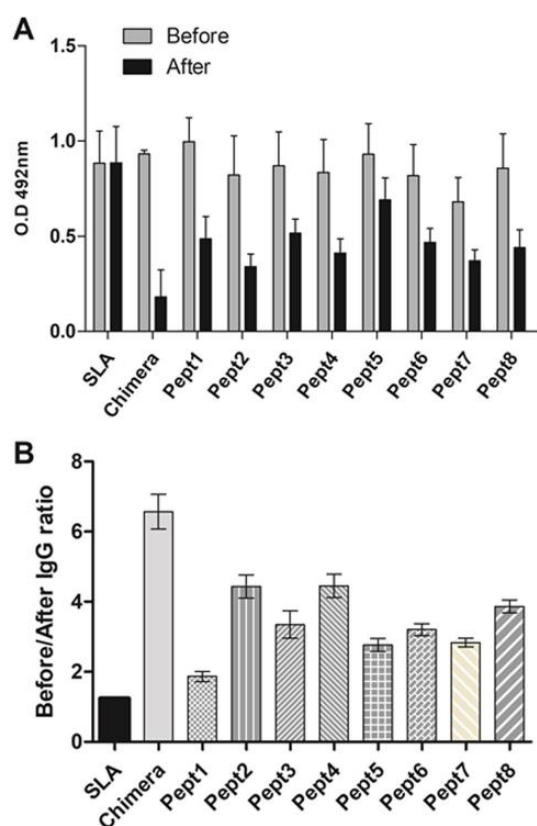 A
Before
After
O.D 492nm
1.5
1.0
0.5
0.0
SLA
Chimera
Pept1
Pept2
Pept3
Pept4
Pept5
Pept6
Pept7
Pept8
B
Before/After IgG ratio
8
6
4
2
0
SLA
Chimera
Pept1
Pept2
Pept3
Pept4
Pept5
Pept6
Pept7
Pept8